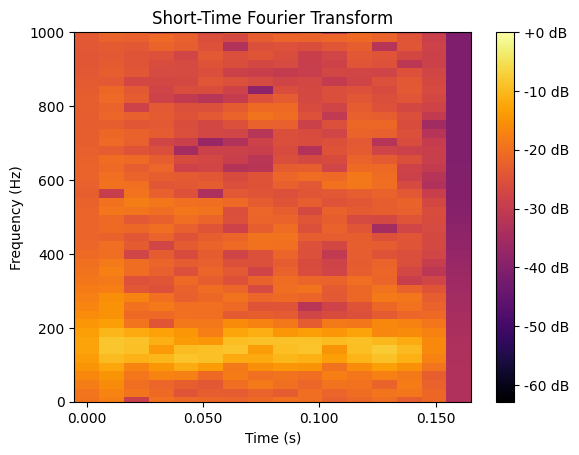 Short-Time Fourier Transform
Frequency (Hz)
1000
800
600
400
200
0
0.000
0.050
0.100
0.150
Time (s)
+0 dB
-10 dB
-20 dB
-30 dB
-40 dB
-50 dB
-60 dB